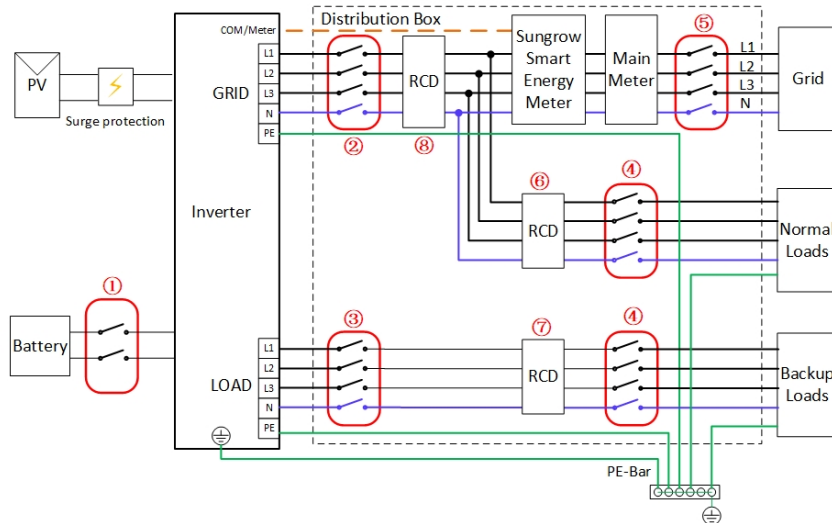 Distribution Box
⑤
COM/Meter
L1
L2
L3
N
PE
GRID
②
RCD
⑧
Sungrow
Smart
Energy
Meter
Main
Meter
L1
L2
L3
N
Grid
PV
Surge protection
Inverter
⑥
RCD
④
Normal
Loads
①
Battery
③
L1
L2
L3
N
PE
LOAD
⑦
RCD
④
Backup
Loads
PE-Bar